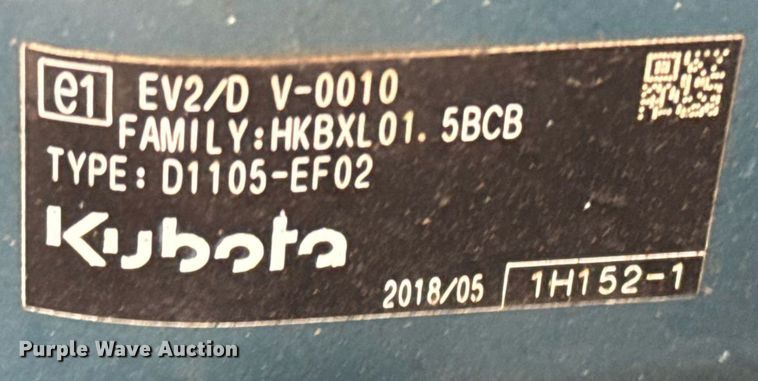 e1 EV2/D V-0010
FAMILY:HKBXL01.5BCB
TYPE:D1105-EF02
Kubota
2018/05 1H152-1
Purple Wave Auction